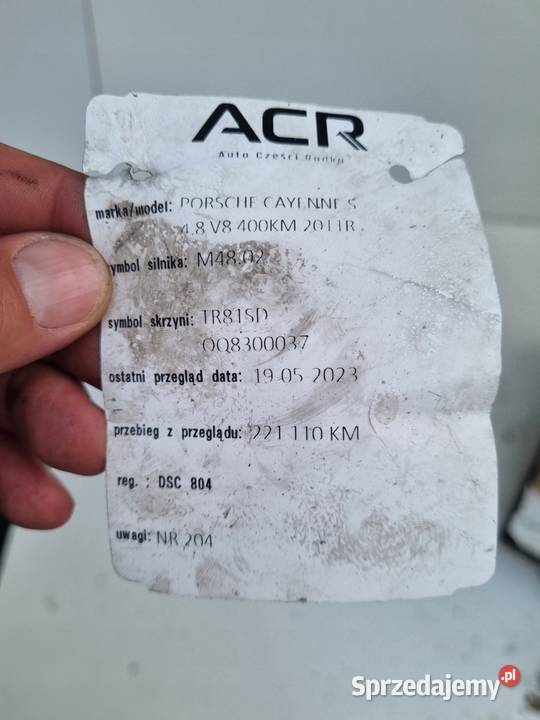 ACR
Auto Części Rudka
marka/model: PORSCHE CAYENNE S
4.8 V8 400KM 2011R
symbol silnika: M48.02
symbol skrzyni: TR81SD
0Q8300037
ostatni przegląd data: 19.05.2023
przebieg z przeglądu: 221 110 KM
reg. : DSC 804
uwagi: NR 204
Sprzedajemy.pl